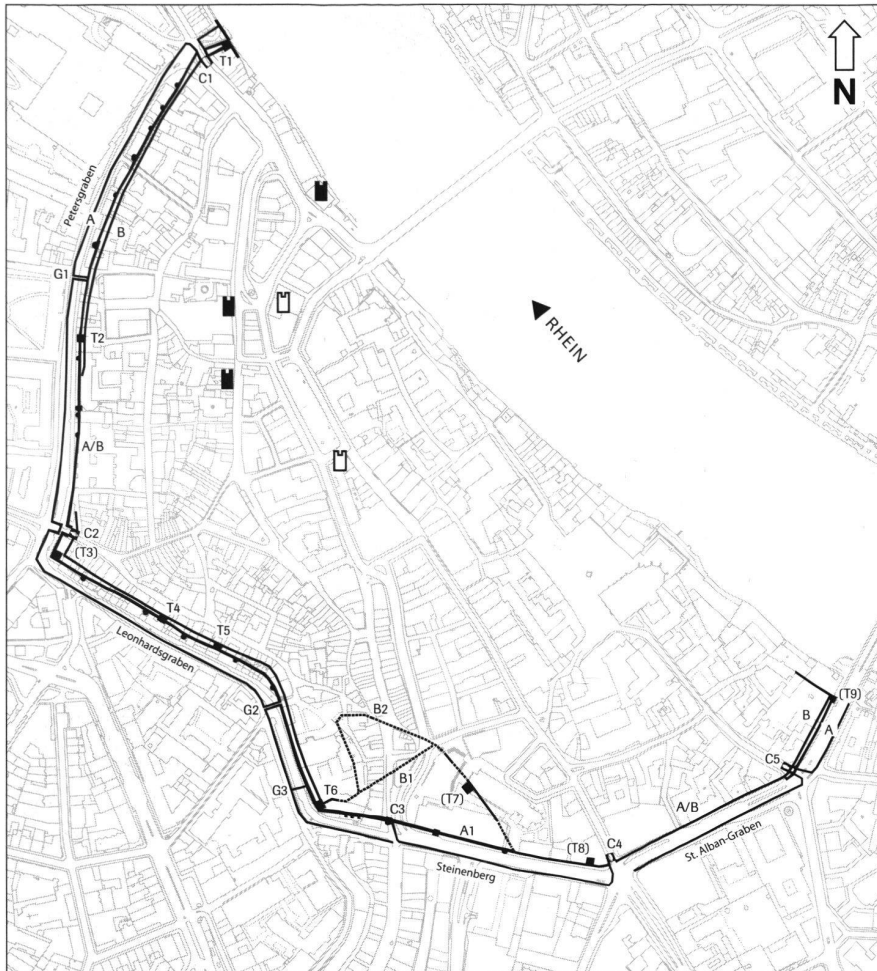 T1
C1
N
Petersgraben
A
B
G1
T2
RHEIN
A/B
C2
(T3)
T4
T5
Leonhardsgraben
G2
B2
(T9)
B
A
B1
C5
G3
T6
(T7)
C3
A1
A/B
(T8)
C4
St. Alban-Graben
Steinenberg